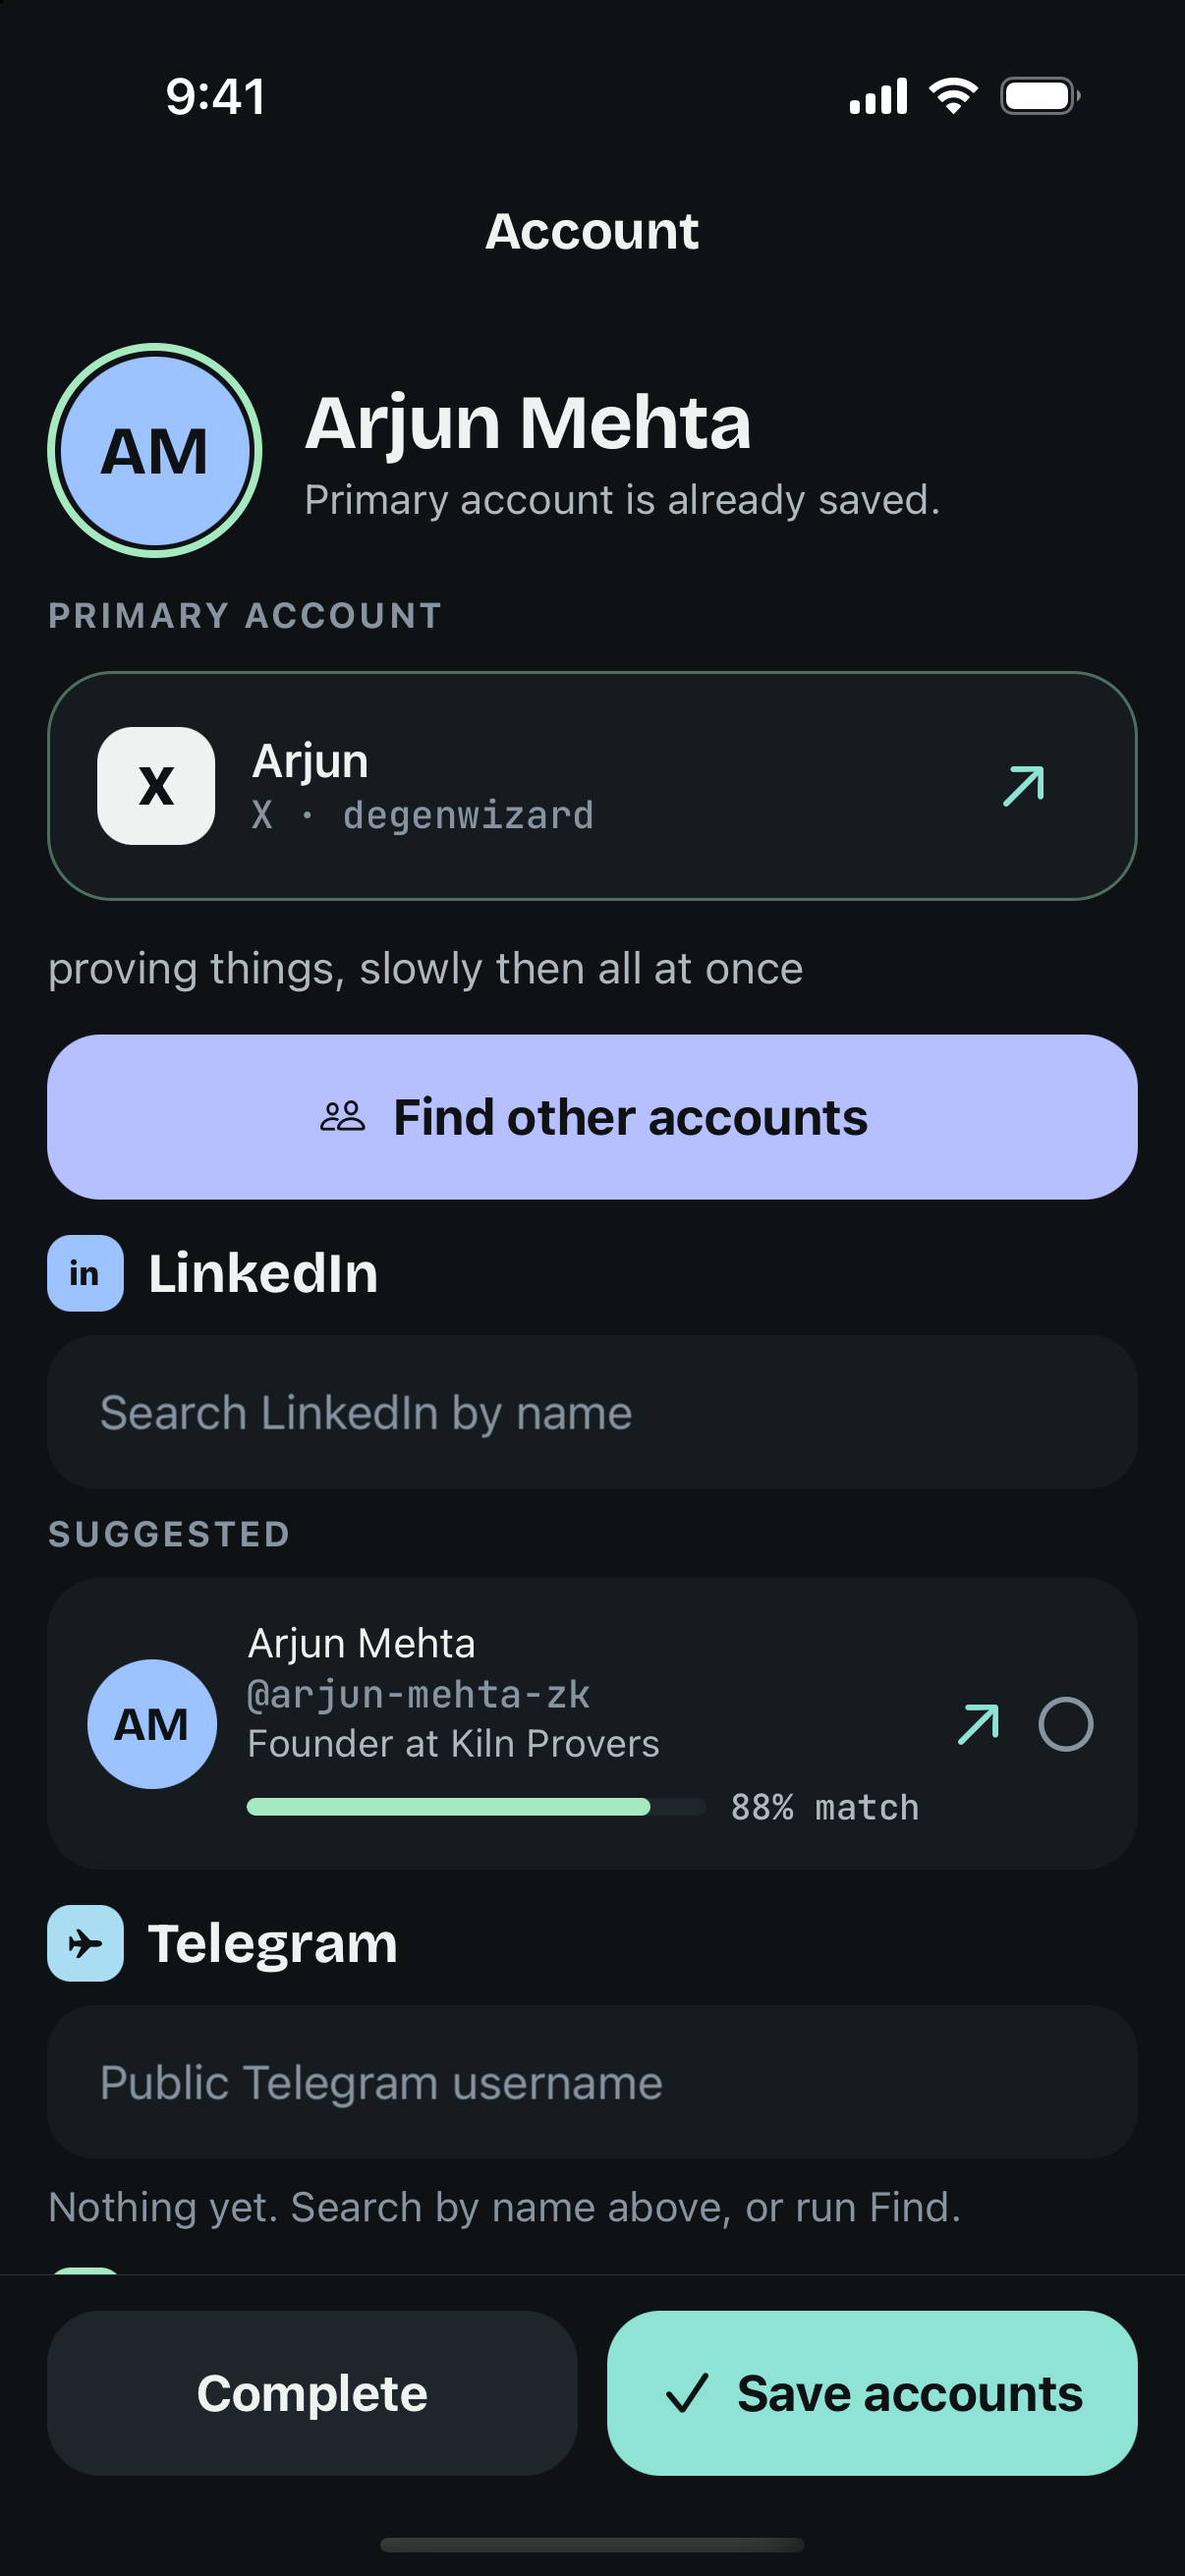 9:41
Account
AM
Arjun Mehta
Primary account is already saved.
PRIMARY ACCOUNT
X
Arjun
X · degenwizard
proving things, slowly then all at once
Find other accounts
in
LinkedIn
Search LinkedIn by name
SUGGESTED
AM
Arjun Mehta
@arjun-mehta-zk
Founder at Kiln Provers
88% match
Telegram
Public Telegram username
Nothing yet. Search by name above, or run Find.
Complete
Save accounts